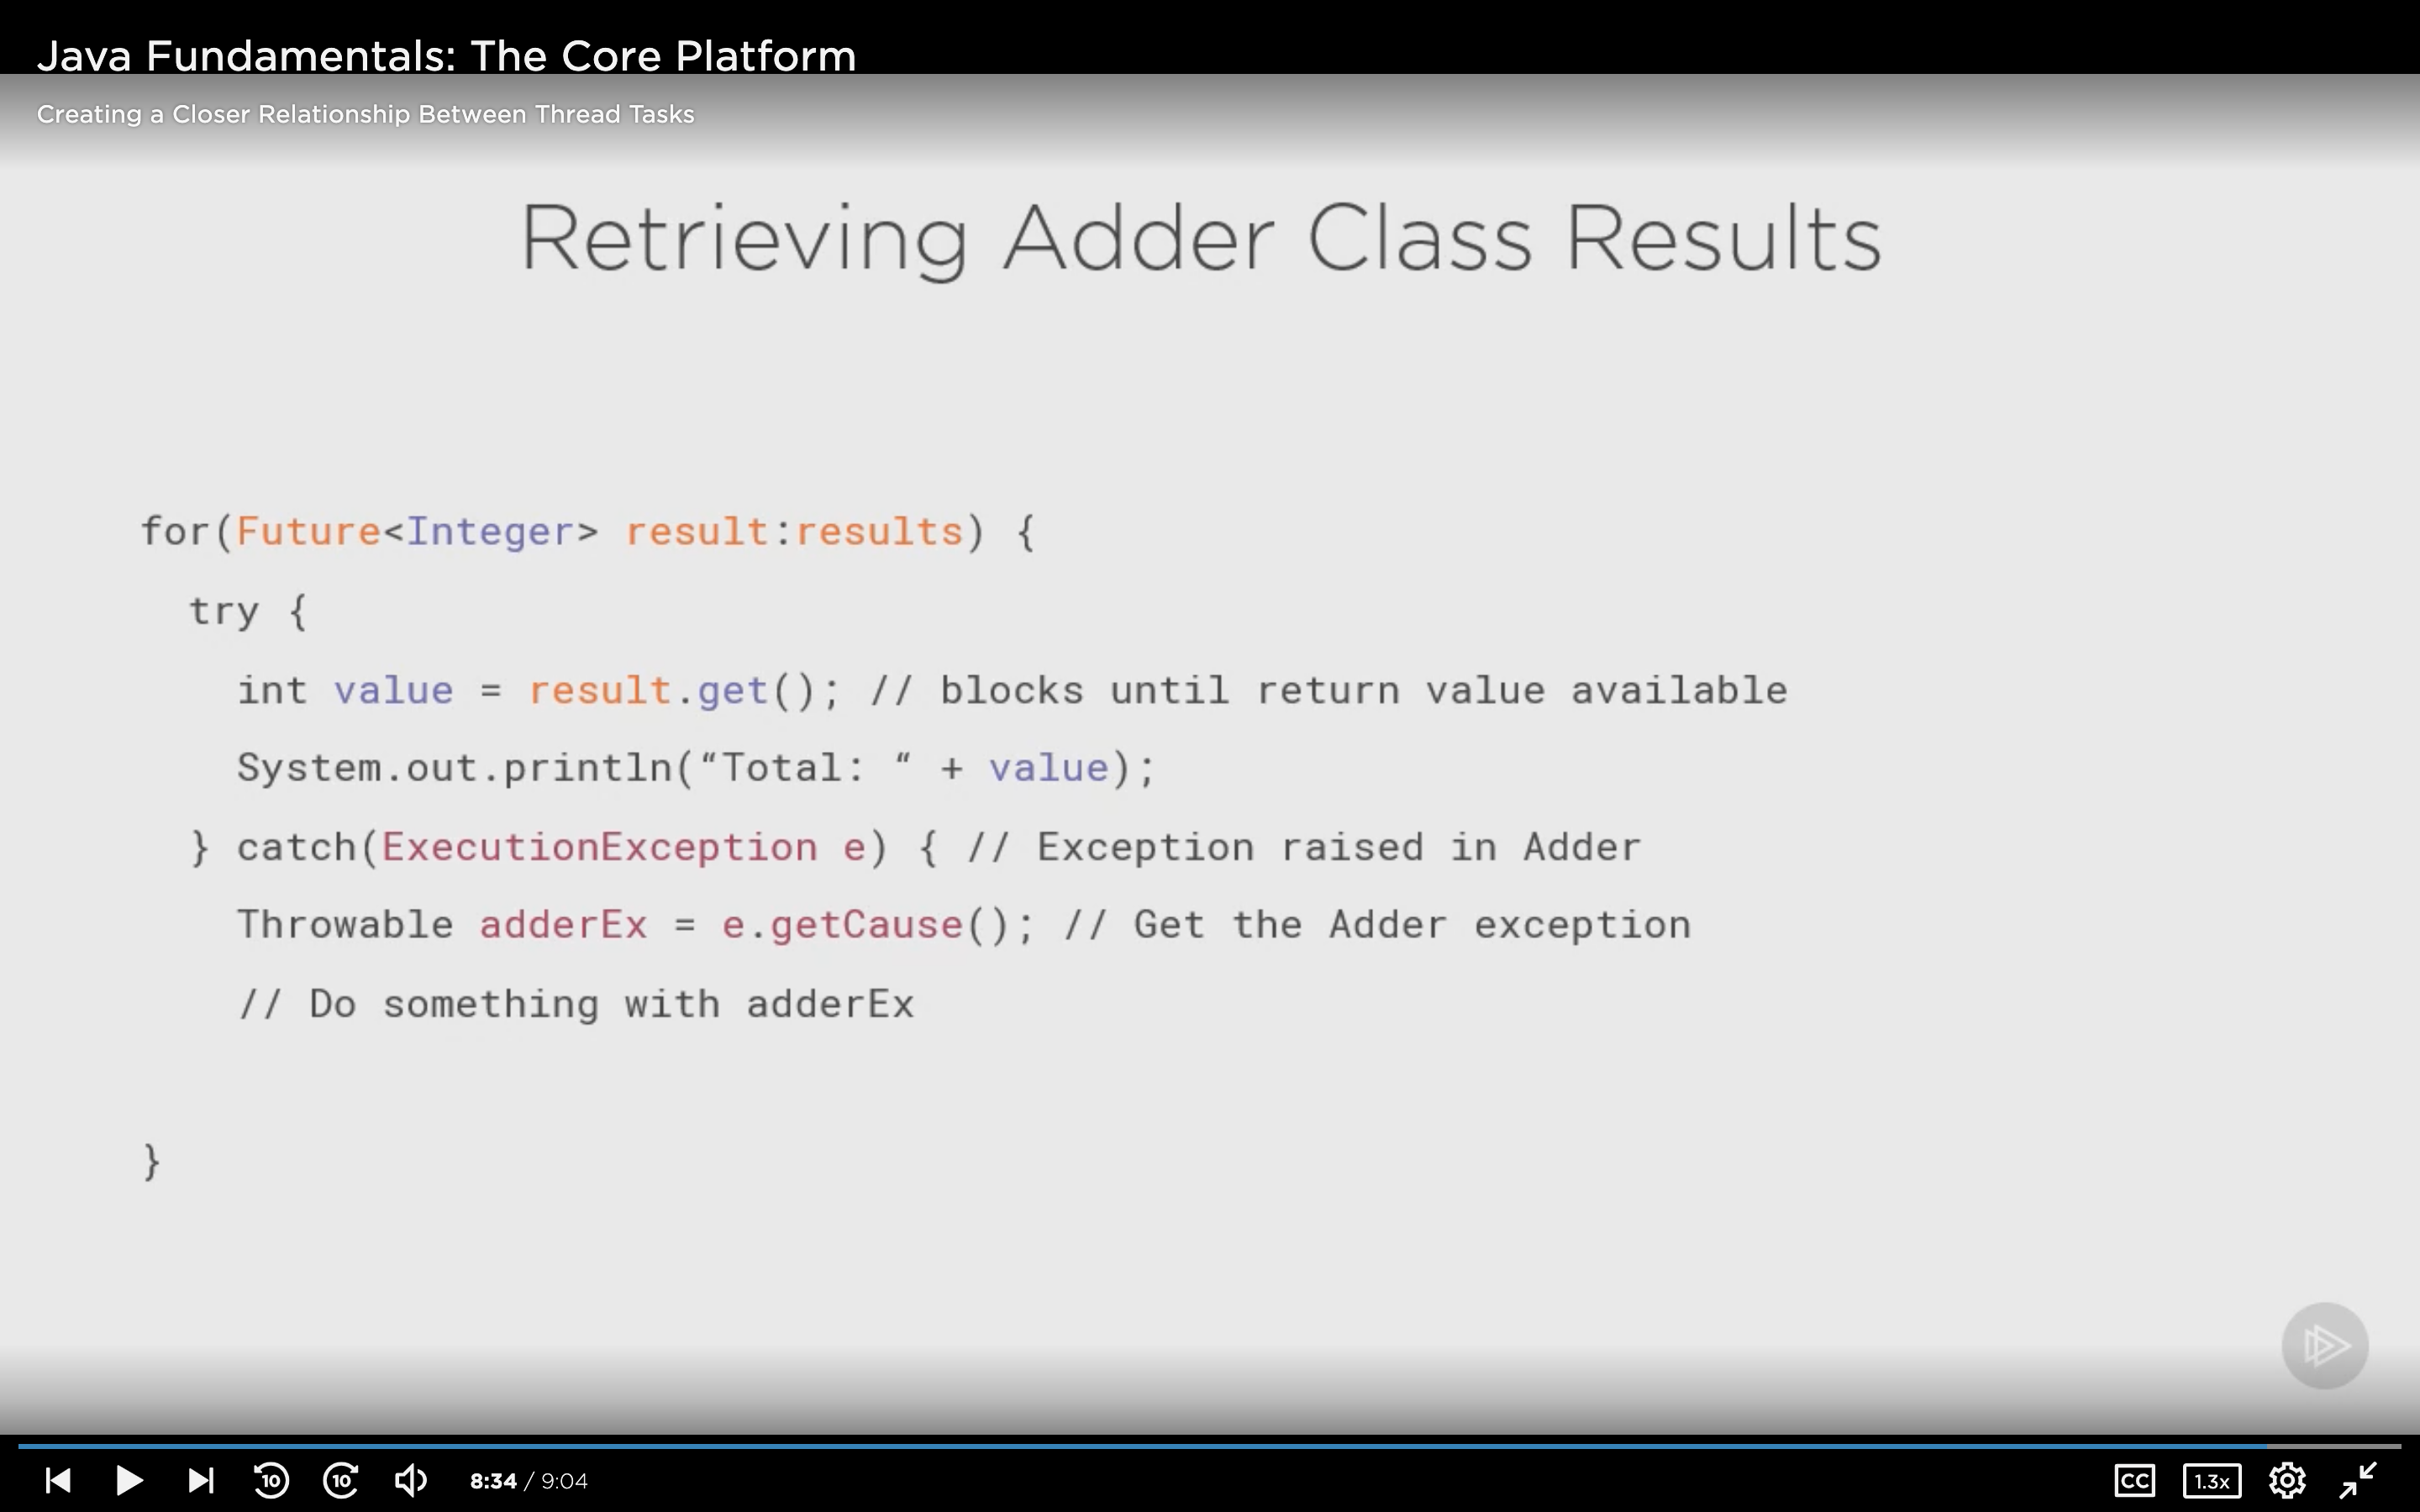 Java Fundamentals: The Core Platform
Creating a Closer Relationship Between Thread Tasks
Retrieving Adder Class Results
for(Future<Integer> result:results) {
try {
int value = result.get(); // blocks until return value available
System.out.println(“Total: “ + value);
} catch(ExecutionException e) { // Exception raised in Adder
Throwable adderEx = e.getCause(); // Get the Adder exception
// Do something with adderEx
}
10 10 8:34 / 9:04 CC 1.3x